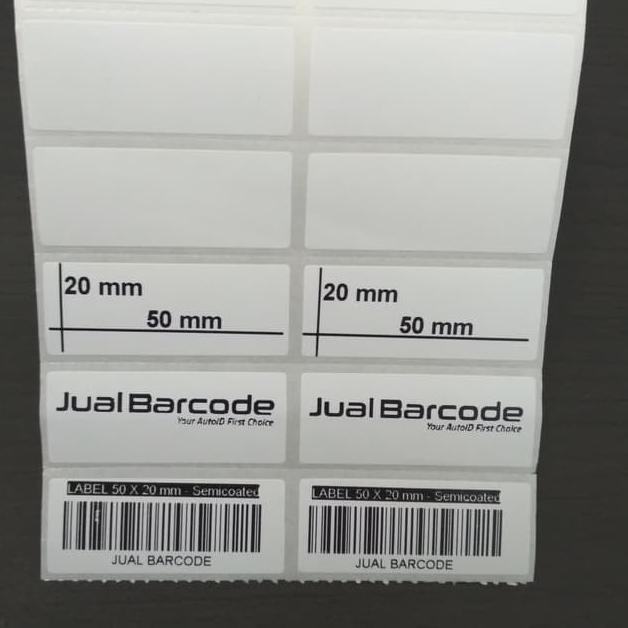 20 mm
50 mm
20 mm
50 mm
Jual Barcode
Your AutoID First Choice
Jual Barcode
Your AutoID First Choice
LABEL 50 X 20 mm - Semicoated
JUAL BARCODE
LABEL 50 X 20 mm - Semicoated
JUAL BARCODE